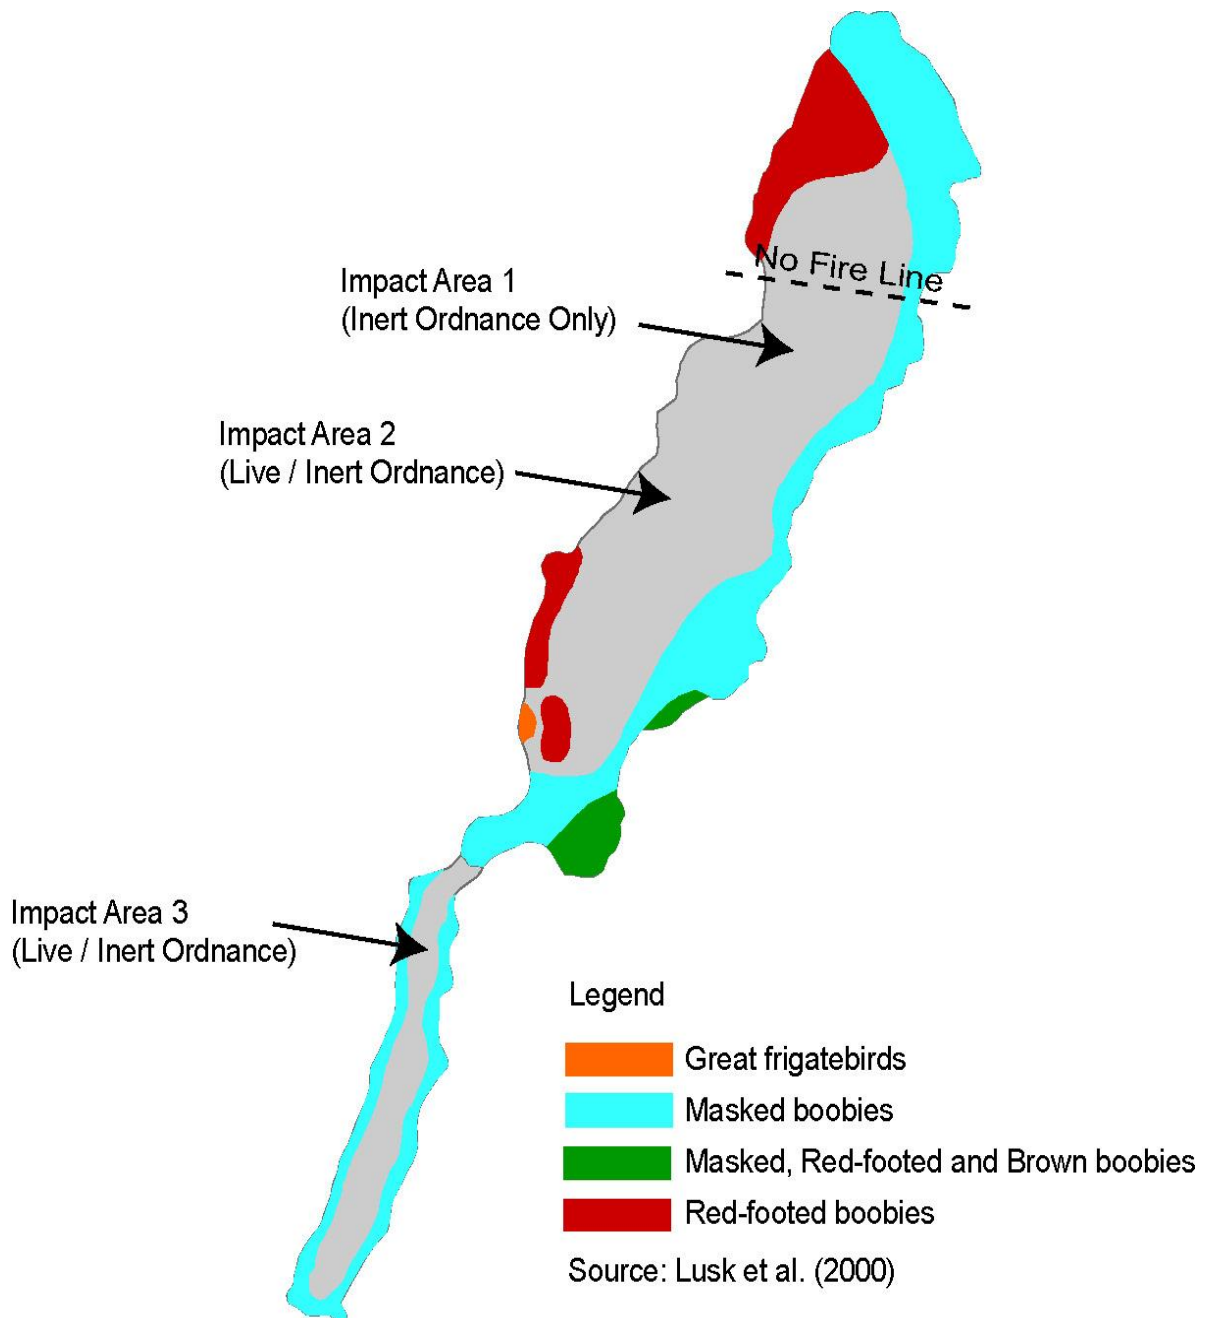 No Fire Line
Impact Area 1
(Inert Ordnance Only)
Impact Area 2
(Live / Inert Ordnance)
Impact Area 3
(Live / Inert Ordnance)
Legend
Great frigatebirds
Masked boobies
Masked, Red-footed and Brown boobies
Red-footed boobies
Source: Lusk et al. (2000)